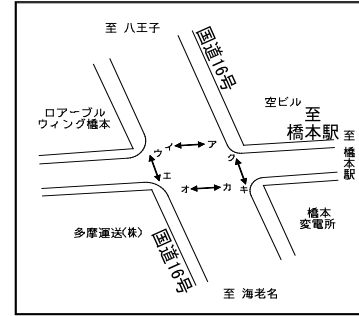 至 八王子
国道16号
ロアーブル
ウィング橋本
空ビル
至
橋本駅
至 橋本駅
イ
ア
ウ
ク
エ
オ
カ
キ
多摩運送(株)
国道16号
橋本
変電所
至 海老名